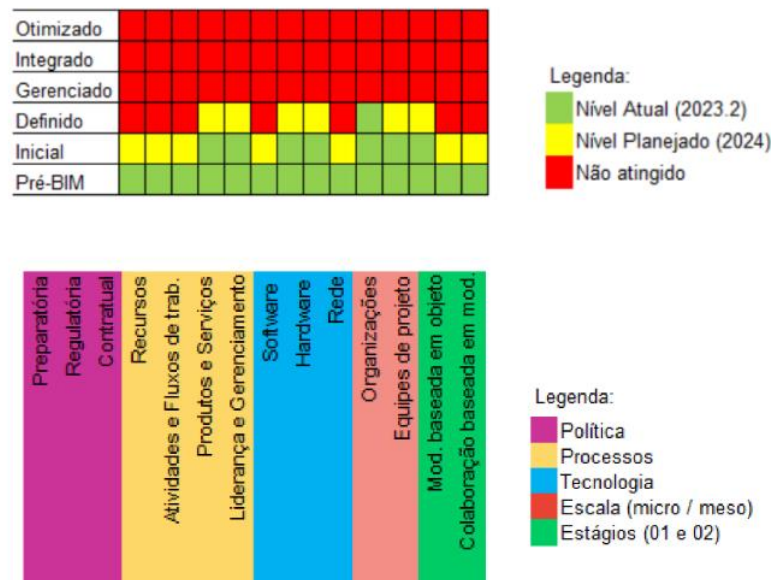 Otimizado
Integrado
Gerenciado
Definido
Inicial
Pré-BIM
Legenda:
Nível Atual (2023.2)
Nível Planejado (2024)
Não atingido
Preparatória
Regulatória
Contratual
Recursos
Atividades e Fluxos de trab.
Produtos e Serviços
Liderança e Gerenciamento
Software
Hardware
Rede
Organizações
Equipes de projeto
Mod. baseada em objeto
Colaboração baseada em mod.
Legenda:
Política
Processos
Tecnologia
Escala (micro / meso)
Estágios (01 e 02)